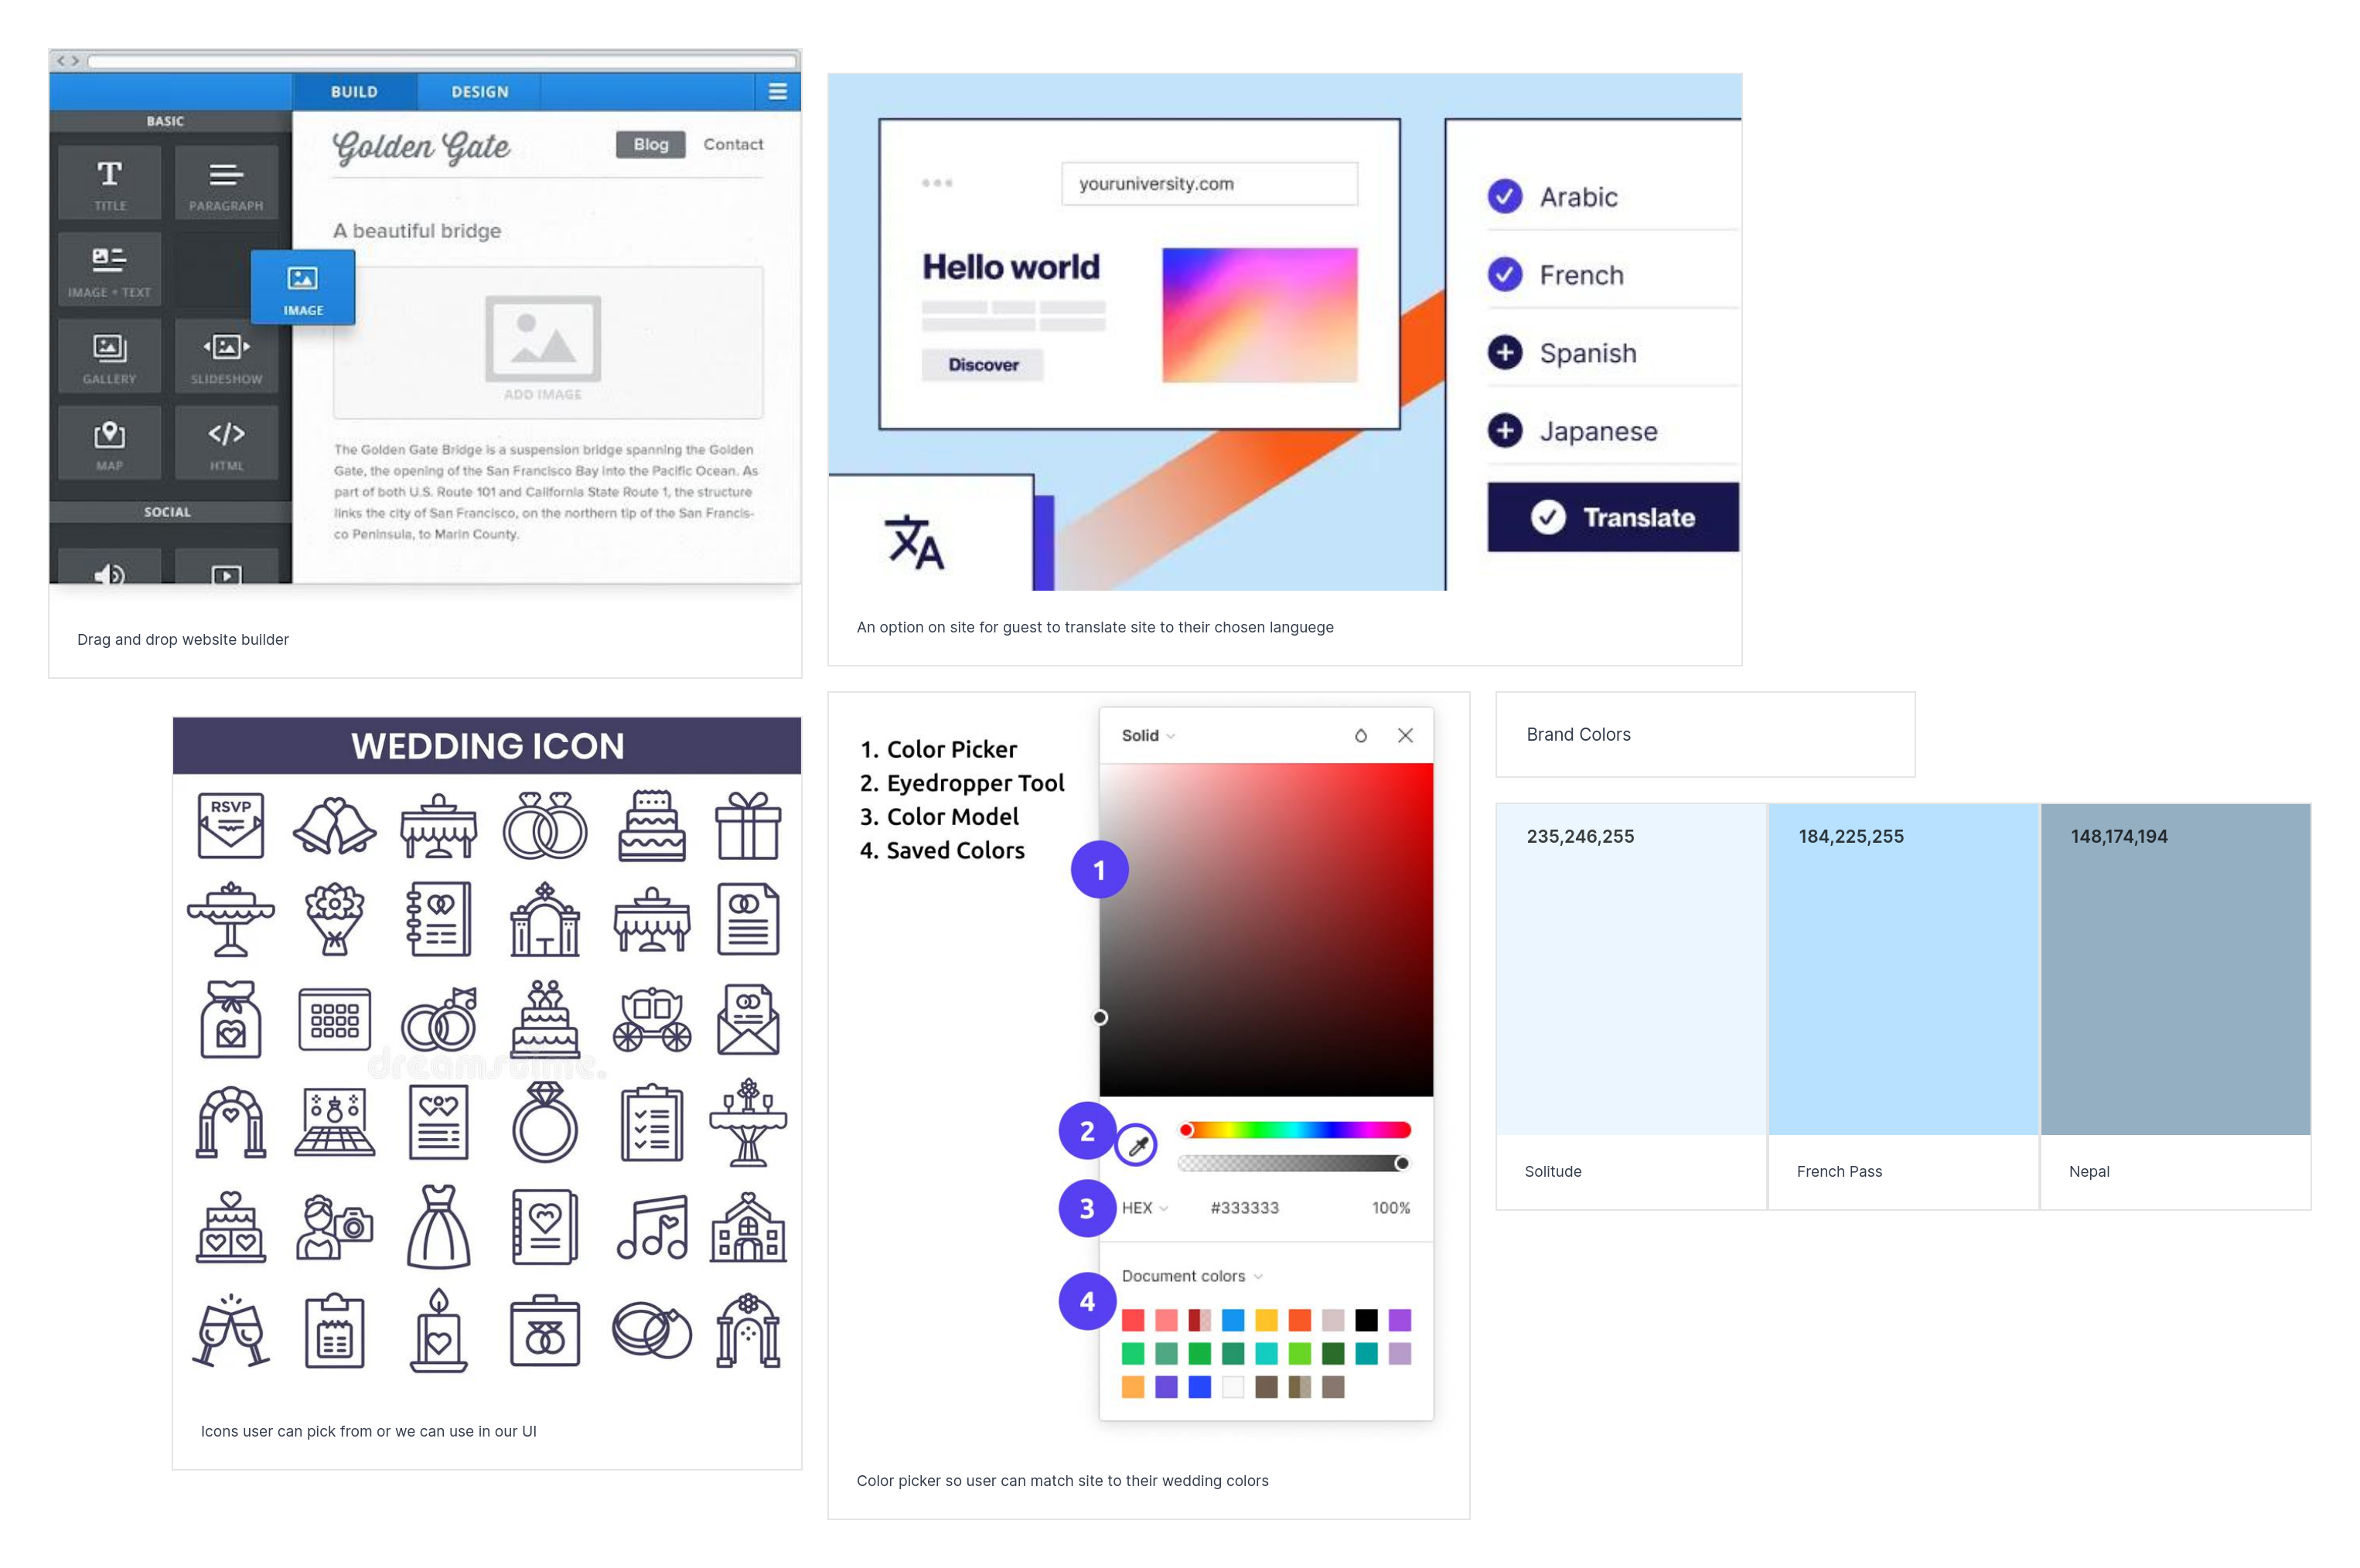 BUILD
DESIGN
BASIC
TITLE
PARAGRAPH
IMAGE + TEXT
IMAGE
GALLERY
SLIDESHOW
MAP
HTML
SOCIAL
Golden Gate
Blog
Contact
A beautiful bridge
ADD IMAGE
The Golden Gate Bridge is a suspension bridge spanning the Golden
Gate, the opening of the San Francisco Bay into the Pacific Ocean. As
part of both U.S. Route 101 and California State Route 1, the structure
links the city of San Francisco, on the northern tip of the San Francis-
co Peninsula, to Marin County.
Drag and drop website builder
youruniversity.com
Hello world
Discover
文A
Arabic
French
Spanish
Japanese
Translate
An option on site for guest to translate site to their chosen languege
WEDDING ICON
RSVP
dreamstime.
Icons user can pick from or we can use in our UI
1. Color Picker
2. Eyedropper Tool
3. Color Model
4. Saved Colors
Solid
1
2
3
HEX
#333333
100%
4
Document colors
Color picker so user can match site to their wedding colors
Brand Colors
235,246,255
184,225,255
148,174,194
Solitude
French Pass
Nepal